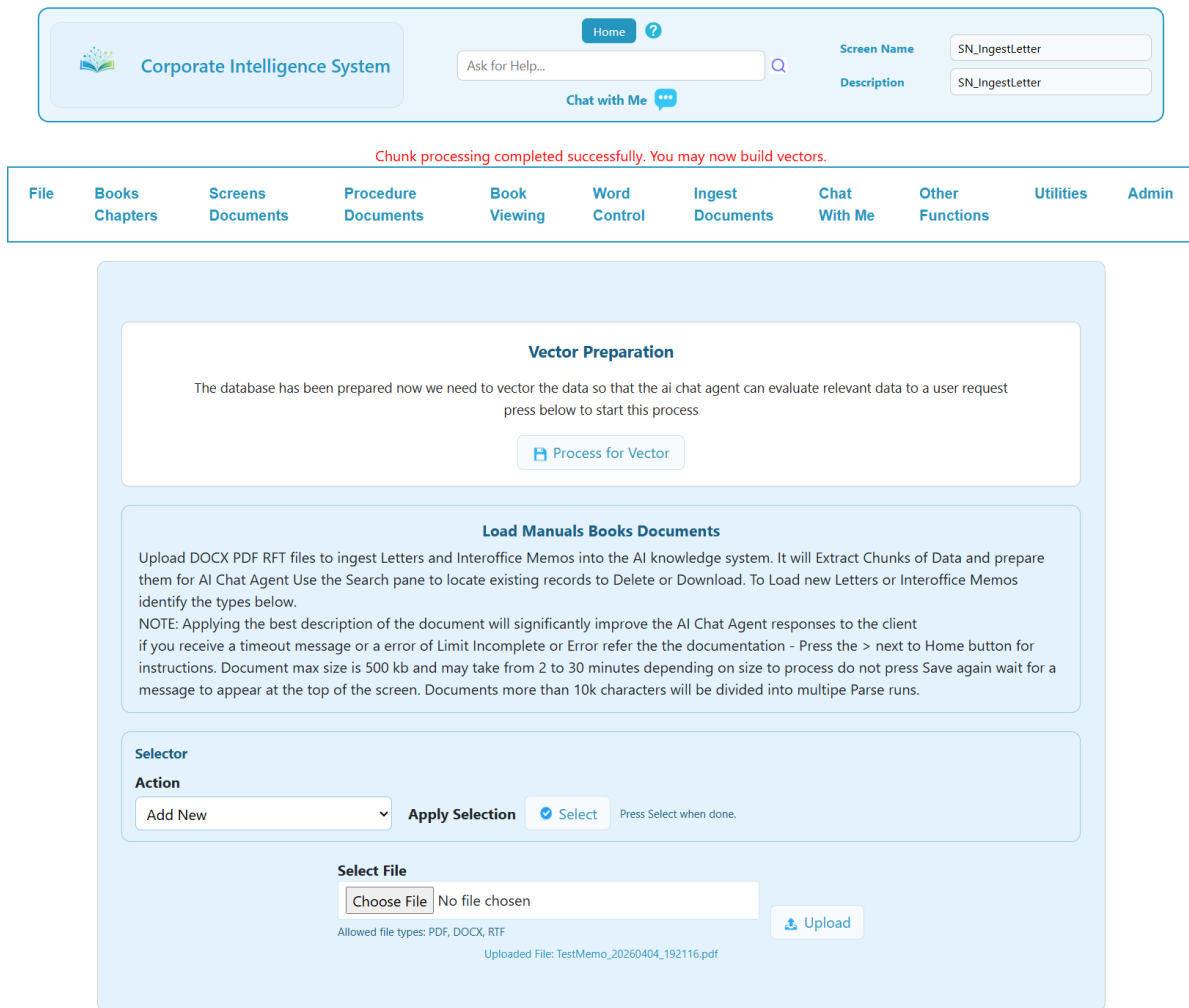 Corporate Intelligence System
Home ?
Ask for Help...
Chat with Me
Screen Name SN_IngestLetter
Description SN_IngestLetter
Chunk processing completed successfully. You may now build vectors.
File
Books
Chapters
Screens
Documents
Procedure
Documents
Book
Viewing
Word
Control
Ingest
Documents
Chat
With Me
Other
Functions
Utilities
Admin
Vector Preparation
The database has been prepared now we need to vector the data so that the ai chat agent can evaluate relevant data to a user request
press below to start this process
Process for Vector
Load Manuals Books Documents
Upload DOCX PDF RFT files to ingest Letters and Interoffice Memos into the AI knowledge system. It will Extract Chunks of Data and prepare
them for AI Chat Agent Use the Search pane to locate existing records to Delete or Download. To Load new Letters or Interoffice Memos
identify the types below.
NOTE: Applying the best description of the document will significantly improve the AI Chat Agent responses to the client
if you receive a timeout message or a error of Limit Incomplete or Error refer the the documentation - Press the > next to Home button for
instructions. Document max size is 500 kb and may take from 2 to 30 minutes depending on size to process do not press Save again wait for a
message to appear at the top of the screen. Documents more than 10k characters will be divided into multipe Parse runs.
Selector
Action
Add New
Apply Selection Select Press Select when done.
Select File
Choose File No file chosen
Upload
Allowed file types: PDF, DOCX, RTF
Uploaded File: TestMemo_20260404_192116.pdf